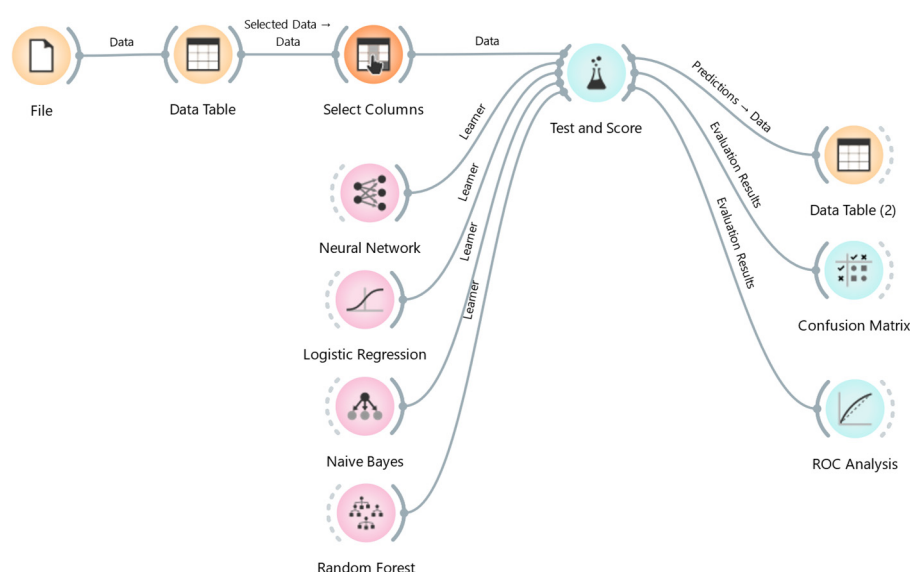 Data
Selected Data →
Data
Data
File
Data Table
Select Columns
Test and Score
Learner
Learner
Learner
Learner
Neural Network
Logistic Regression
Naive Bayes
Random Forest
Predictions → Data
Evaluation Results
Evaluation Results
Data Table (2)
Confusion Matrix
ROC Analysis